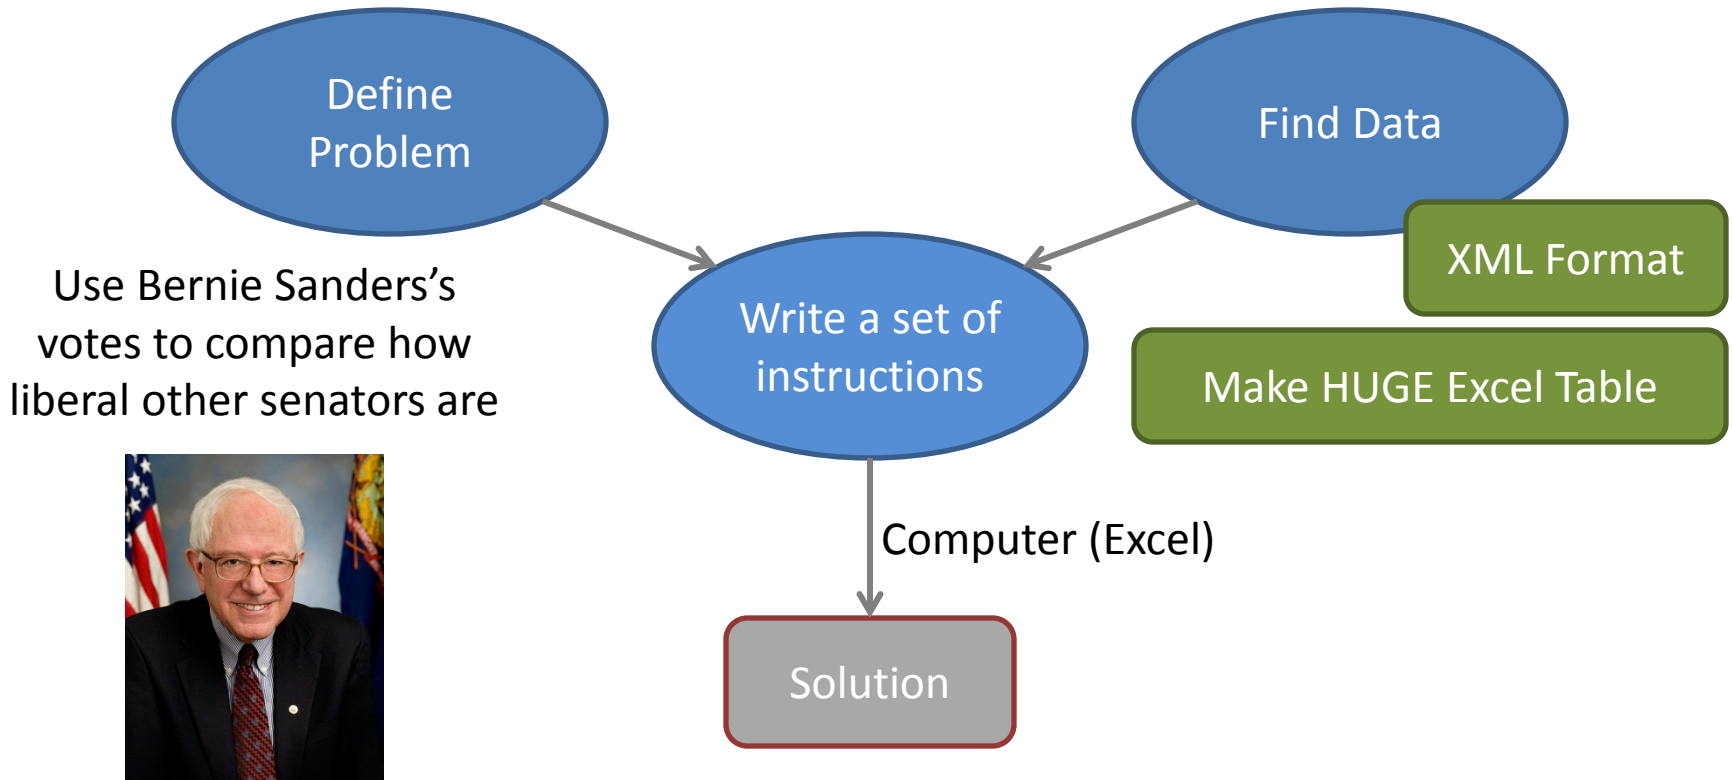 Define
Problem
Find Data
XML Format
Use Bernie Sanders’s
votes to compare how
liberal other senators are
Write a set of
instructions
Make HUGE Excel Table
Computer (Excel)
Solution